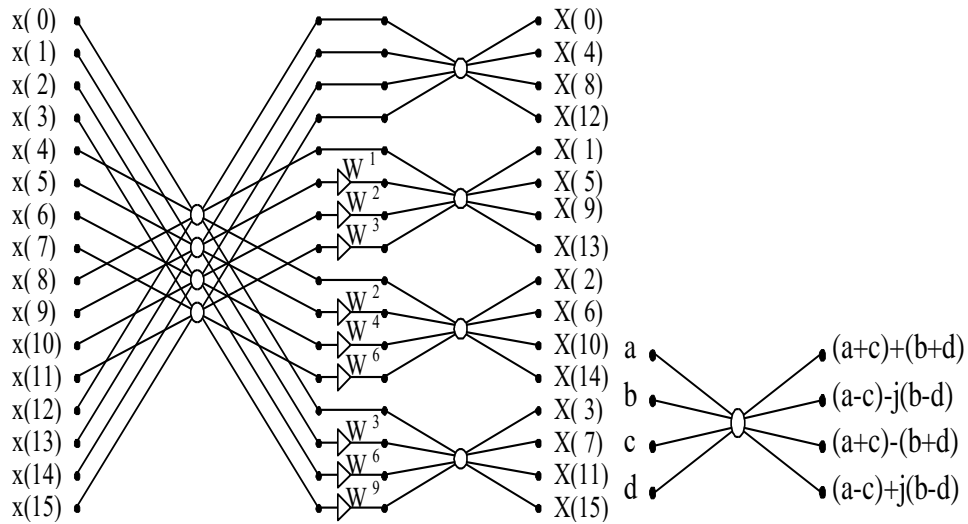 x( 0)
x( 1)
x( 2)
x( 3)
x( 4)
x( 5)
x( 6)
x( 7)
x( 8)
x( 9)
x(10)
x(11)
x(12)
x(13)
x(14)
x(15)
W 1
W 2
W 3
W 2
W 4
W 6
W 3
W 6
W 9
X( 0)
X( 4)
X( 8)
X(12)
X( 1)
X( 5)
X( 9)
X(13)
X( 2)
X( 6)
X(10)
X(14)
X( 3)
X( 7)
X(11)
X(15)
a
b
c
d
(a+c)+(b+d)
(a-c)-j(b-d)
(a+c)-(b+d)
(a-c)+j(b-d)